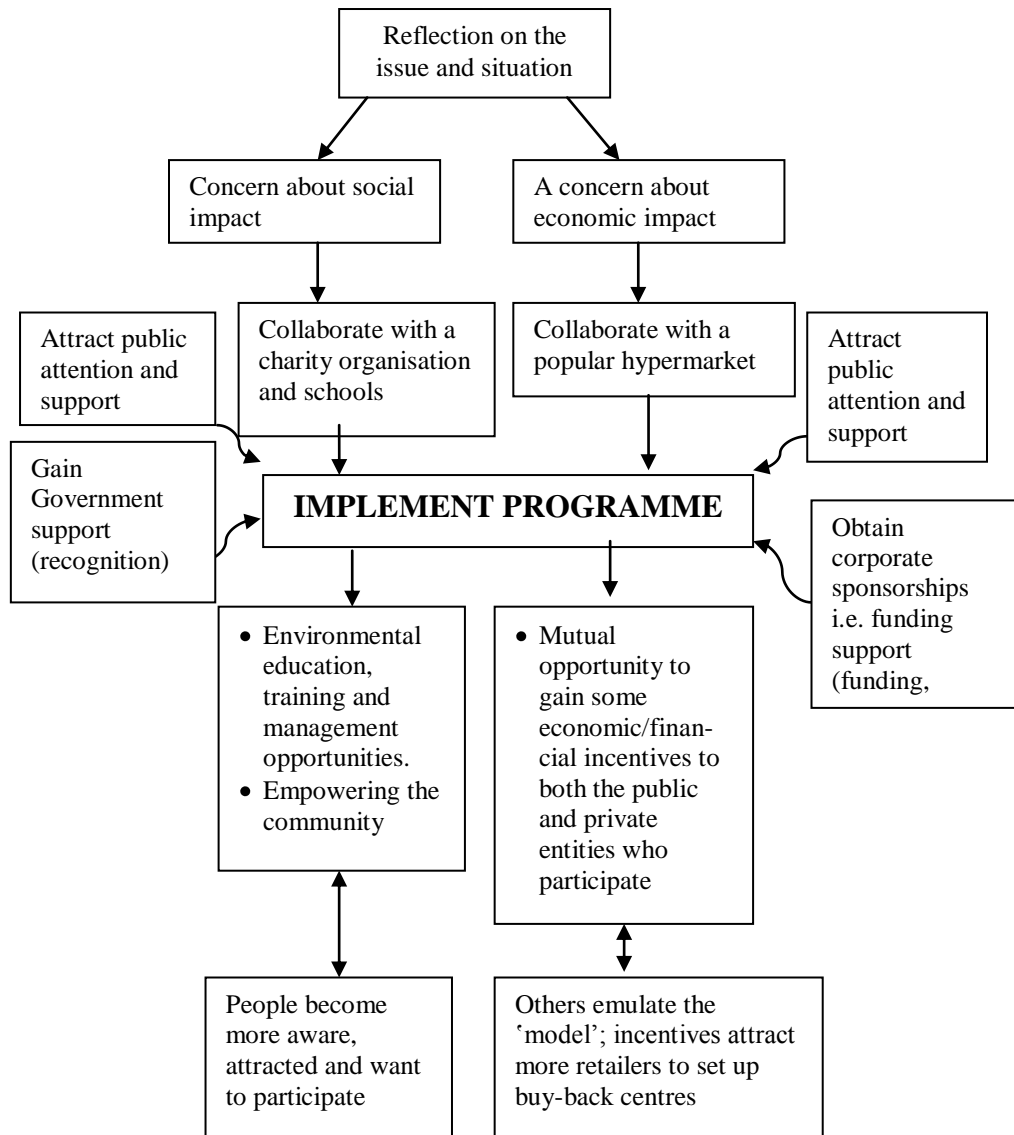 Reflection on the
issue and situation
Concern about social
impact
A concern about
economic impact
Attract public
attention and
support
Collaborate with a
charity organisation
and schools
Collaborate with a
popular hypermarket
Attract
public
attention and
support
Gain
Government
support
(recognition)
IMPLEMENT PROGRAMME
Obtain
corporate
sponsorships
i.e. funding
support
(funding,
• Environmental
education,
training and
management
opportunities.
• Empowering the
community
• Mutual
opportunity to
gain some
economic/finan-
cial incentives to
both the public
and private
entities who
participate
People become
more aware,
attracted and want
to participate
Others emulate the
‘model’; incentives attract
more retailers to set up
buy-back centres